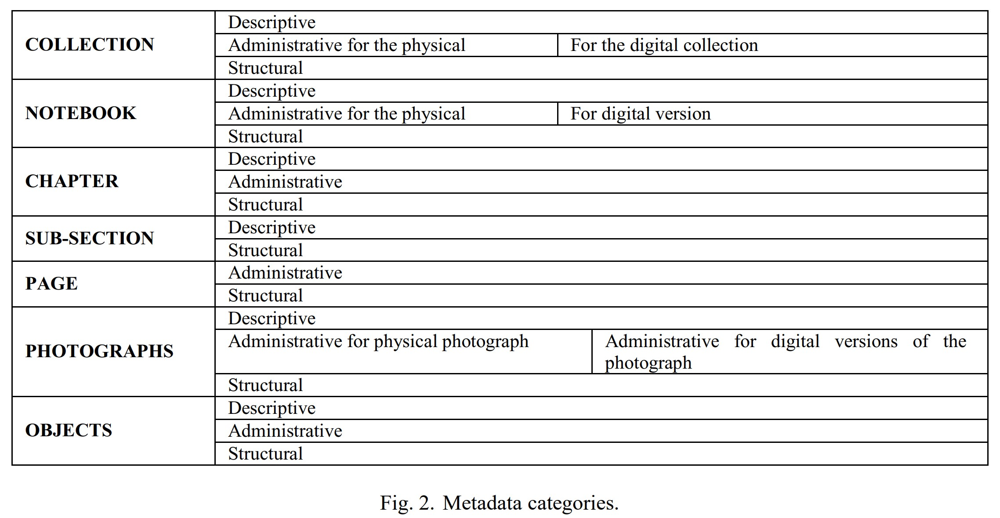 COLLECTION
Descriptive
Administrative for the physical
For the digital collection
Structural
NOTEBOOK
Descriptive
Administrative for the physical
For digital version
Structural
CHAPTER
Descriptive
Administrative
Structural
SUB-SECTION
Descriptive
Structural
PAGE
Administrative
Structural
PHOTOGRAPHS
Descriptive
Administrative for physical photograph
Administrative for digital versions of the
photograph
Structural
OBJECTS
Descriptive
Administrative
Structural
Fig. 2. Metadata categories.